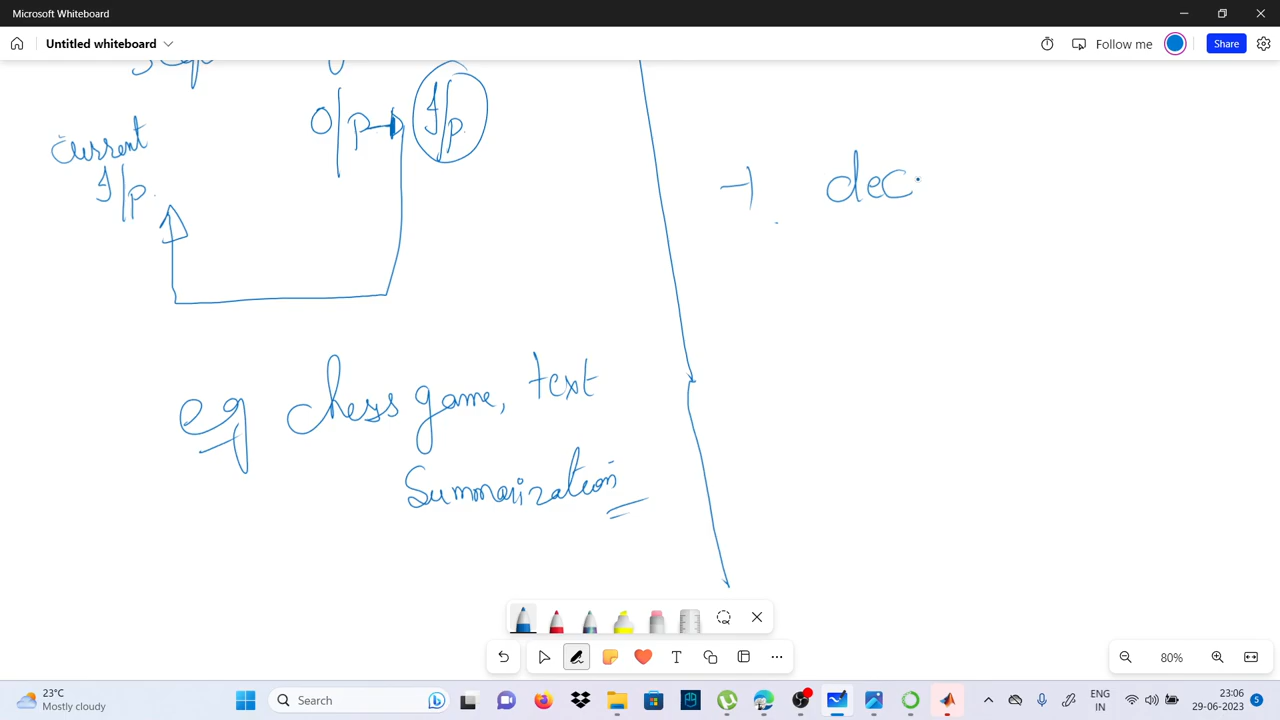 Microsoft Whiteboard
Untitled whiteboard
Follow me
Share
O/p
I/p.
Current
I/p.
→ dec
eg chess game, text
Summarization
80%
23°C
Mostly cloudy
Search
ENG
IN
23:06
29-06-2023
5